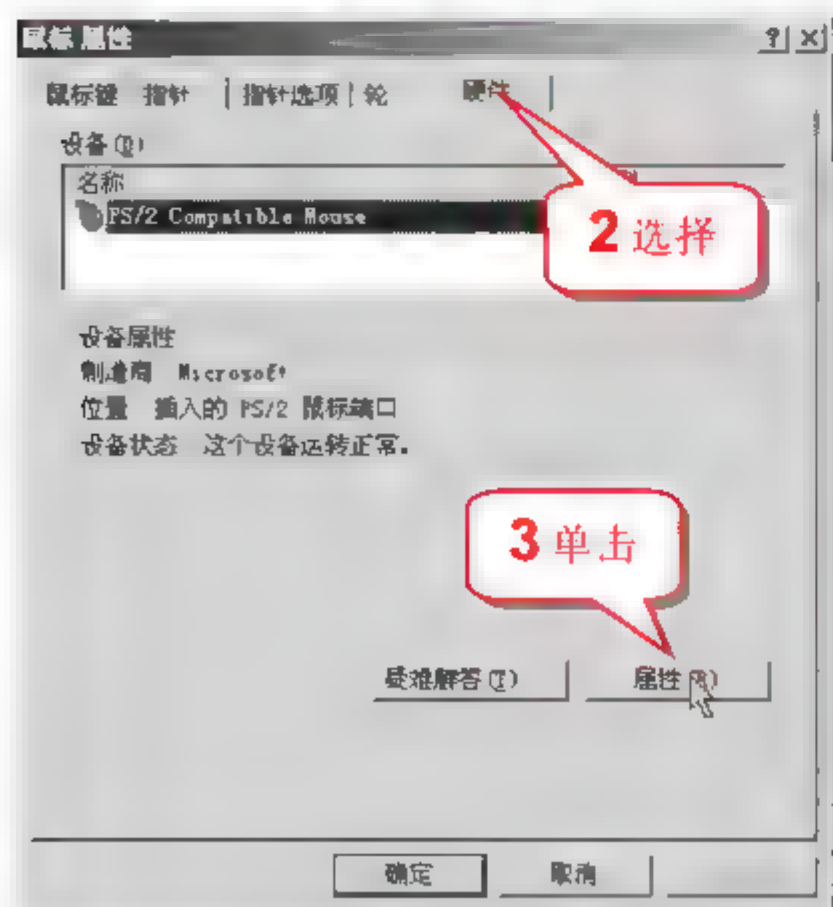 鼠标 属性
鼠标键 指针 指针选项 轮 硬件
设备(D)
名称
PS/2 Compatible Mouse
2 选择
设备属性
制造商 Microsoft
位置 插入的 PS/2 鼠标端口
设备状态 这个设备运转正常。
3 单击
疑难解答(T) 属性(R)
确定 取消